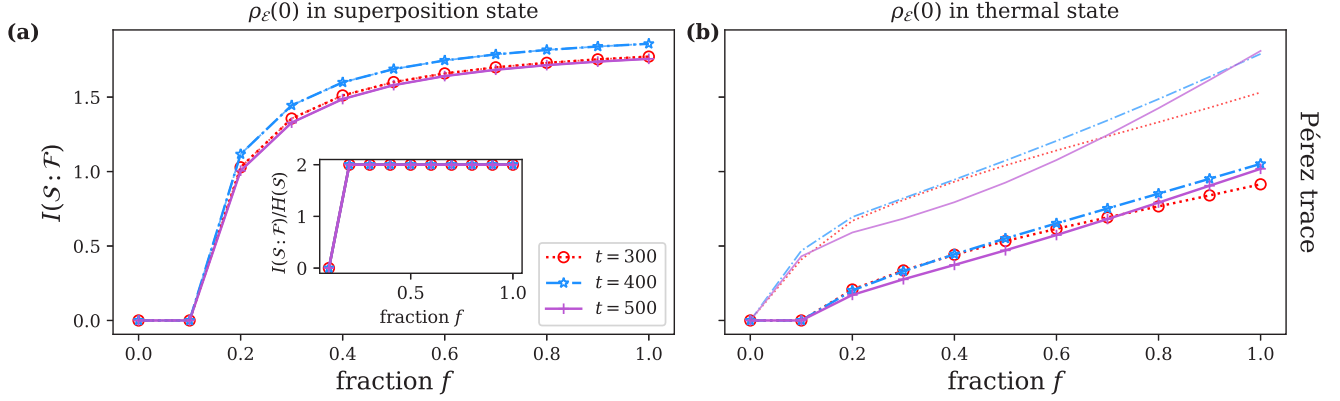 ρ𝓔(0) in superposition state
ρ𝓔(0) in thermal state
(a)
(b)
I(𝒮 : ℱ)
1.5
1.0
0.5
0.0
0.0 0.2 0.4 0.6 0.8 1.0
fraction f
I(𝒮 : ℱ)/H(𝒮)
2
1
0
0.5 1.0
fraction f
t = 300
t = 400
t = 500
0.0 0.2 0.4 0.6 0.8 1.0
fraction f
Pérez trace